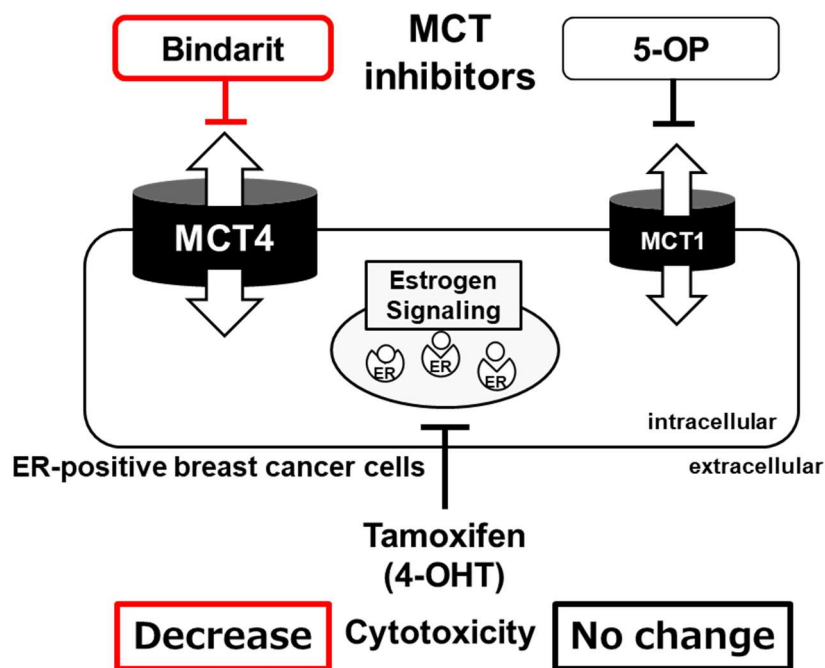 Bindarit
MCT
inhibitors
5-OP
MCT4
MCT1
Estrogen
Signaling
ER
ER
ER
intracellular
ER-positive breast cancer cells
extracellular
Tamoxifen
(4-OHT)
Decrease
Cytotoxicity
No change